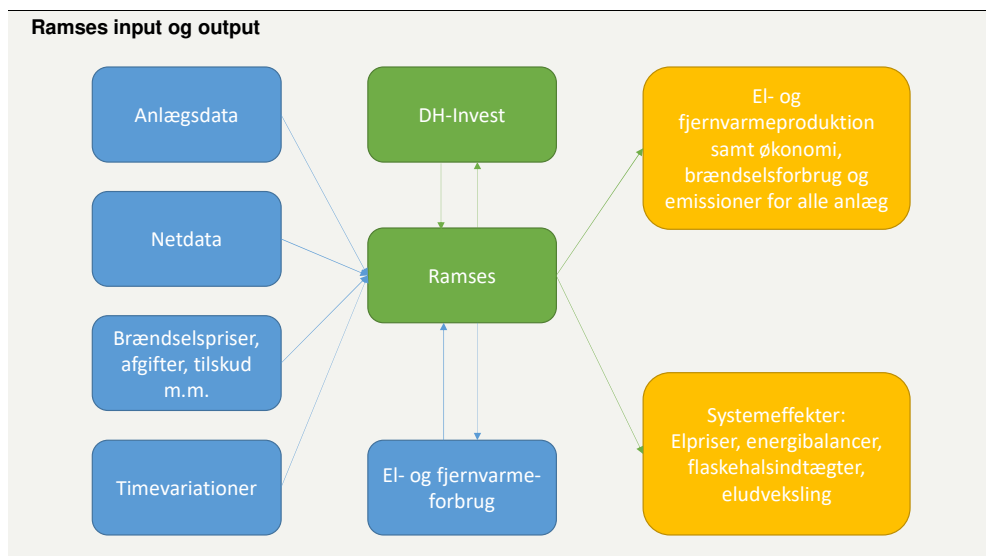 Ramses input og output
Anlægsdata
Netdata
Brændselspriser,
afgifter, tilskud
m.m.
Timevariationer
DH-Invest
Ramses
El- og fjernvarme-
forbrug
El- og
fjernvarmeproduktion
samt økonomi,
brændselsforbrug og
emissioner for alle anlæg
Systemeffekter:
Elpriser, energibalancer,
flaskehalsindtægter,
eludveksling